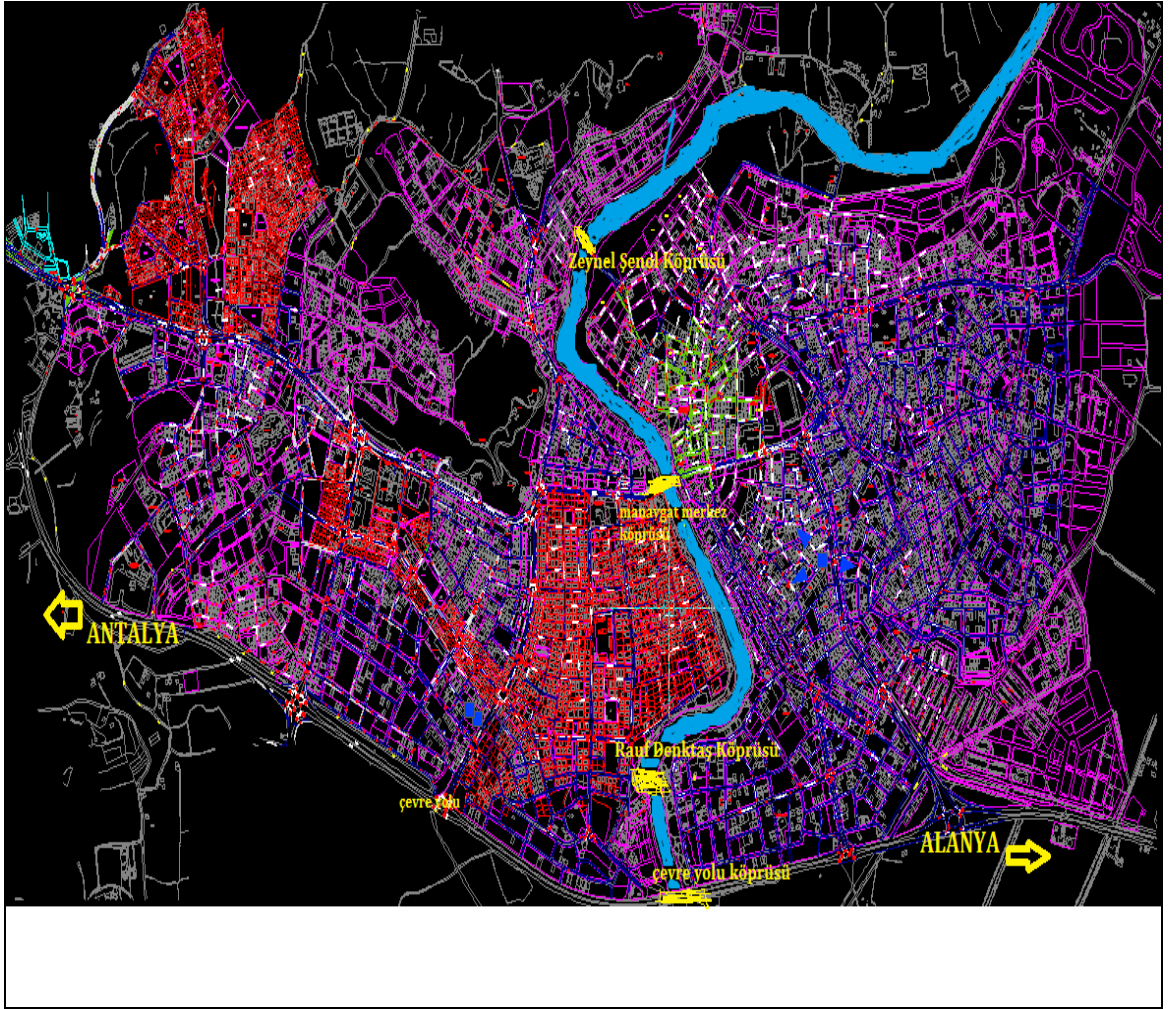 Zeynel Şenol Köprüsü
manavgat merkez
köprüsü
ANTALYA
Rauf Denktaş Köprüsü
çevre yolu
ALANYA
çevre yolu köprüsü